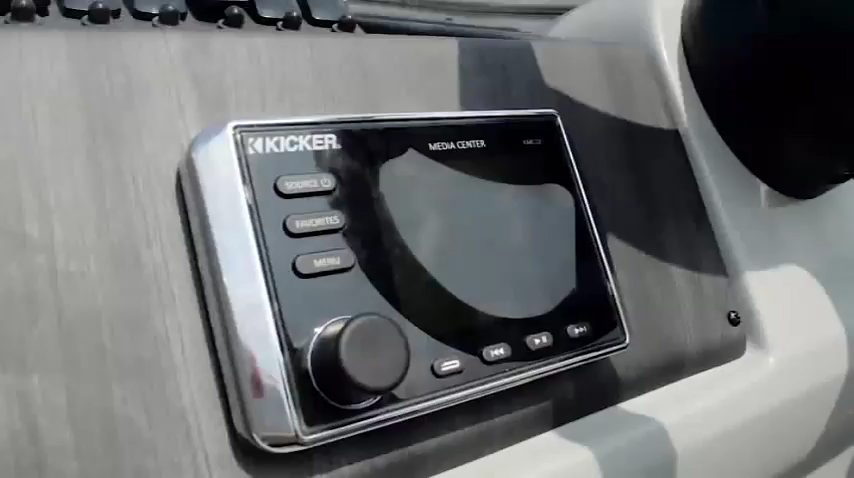 KICKER
MEDIA CENTER
SOURCE
FAVORITES
MENU